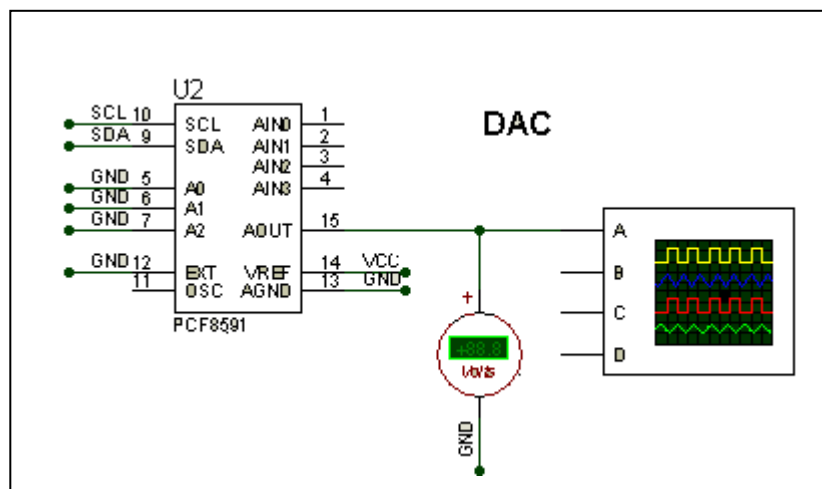 U2
SCL 10 SCL AIN0 1
SDA 9 SDA AIN1 2
AIN2 3
GND 5 A0 AIN3 4
GND 6 A1
GND 7 A2 AOUT 15
GND 12 EXT VREF 14 VCC
11 OSC AGND 13 GND
PCF8591
DAC
+
+88.8
Volts
GND
A
B
C
D